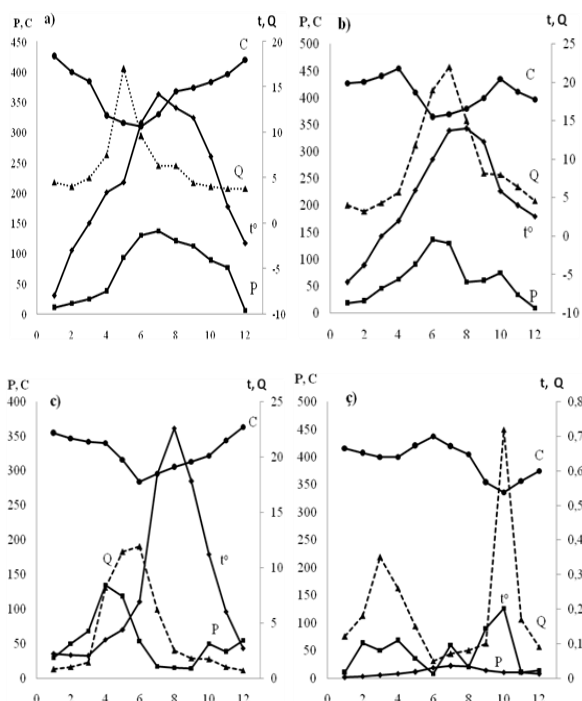 P, C a) t, Q
450 20
400 15
350 10
300 5
250 0
200 -5
150 -10
100
50
0
0 2 4 6 8 10 12
C
Q
t°
P
P, C b) t, Q
500 25
450 20
400 15
350 10
300 5
250 0
200 -5
150 -10
100
50
0
0 2 4 6 8 10 12
C
Q
t°
P
P, C c) t, Q
400 25
350 20
300 15
250 10
200 5
150 0
100
50
0
0 2 4 6 8 10 12
C
Q
t°
P
P, C ç) t, Q
500 0,8
450 0,7
400 0,6
350 0,5
300 0,4
250 0,3
200 0,2
150 0,1
100 0
50
0
0 2 4 6 8 10 12
C
t°
Q
P